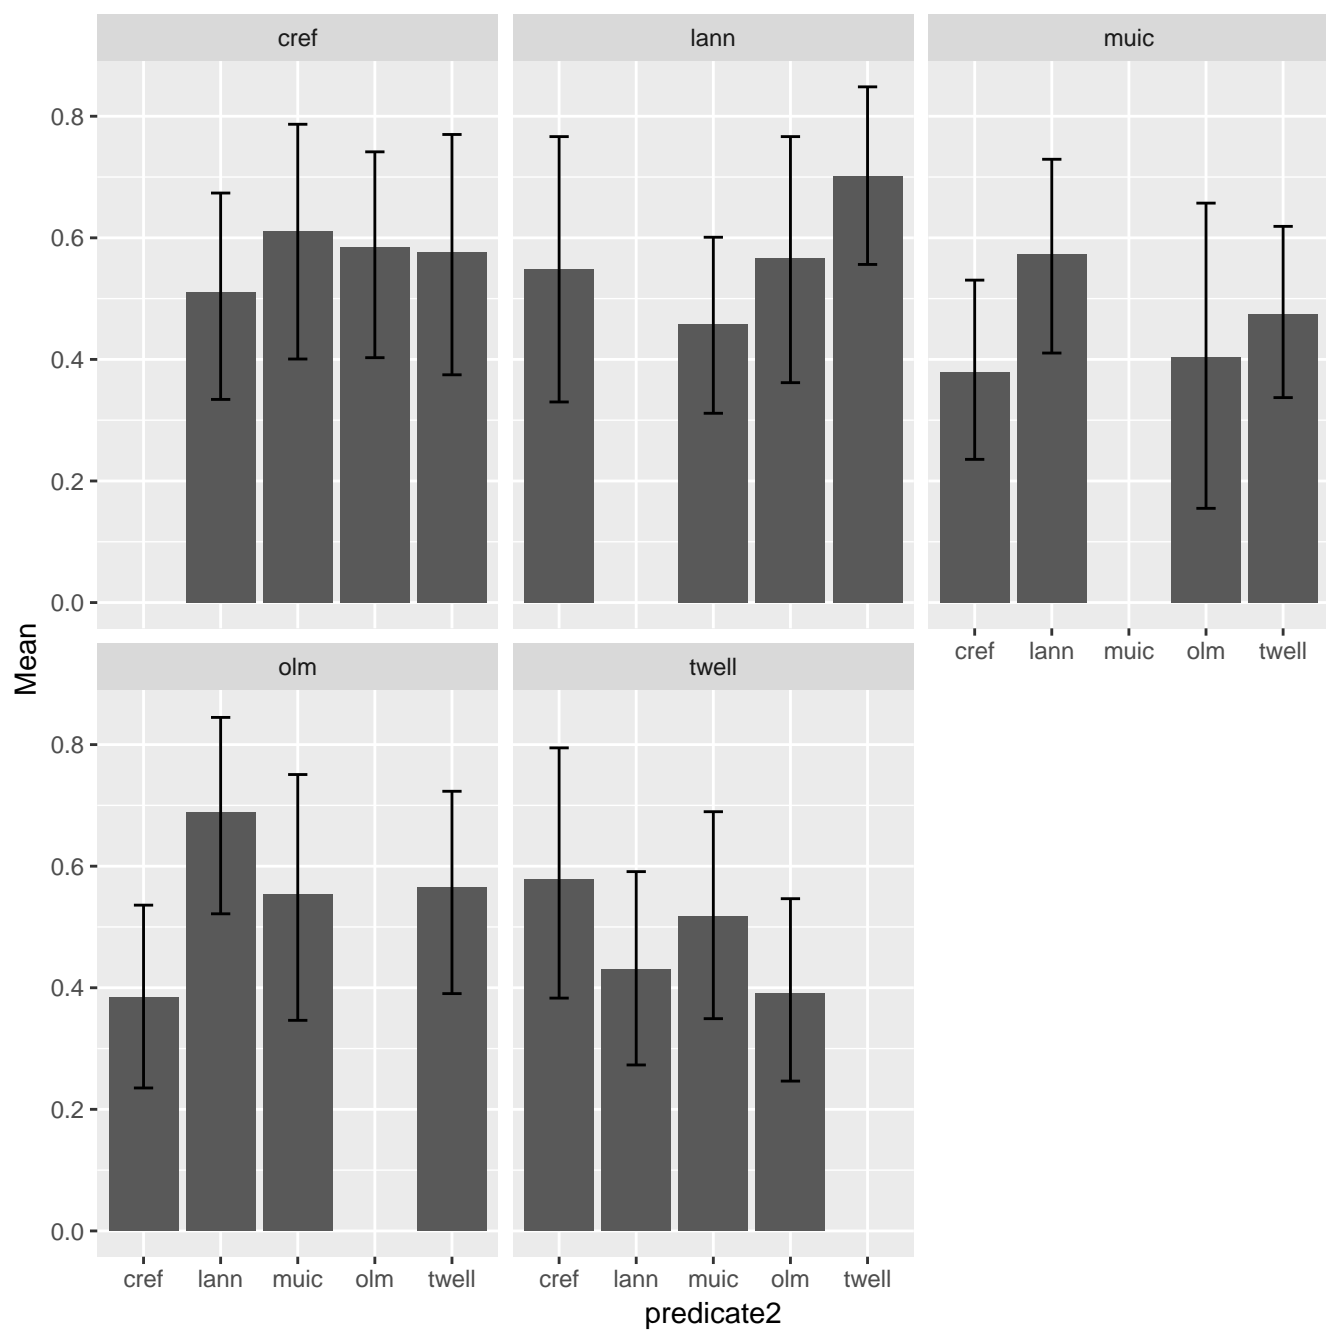 cref lann muic
0.8
0.6
0.4
0.2
0.0
cref lann muic olm twell
Mean
olm twell
0.8
0.6
0.4
0.2
0.0
cref lann muic olm twell cref lann muic olm twell
predicate2